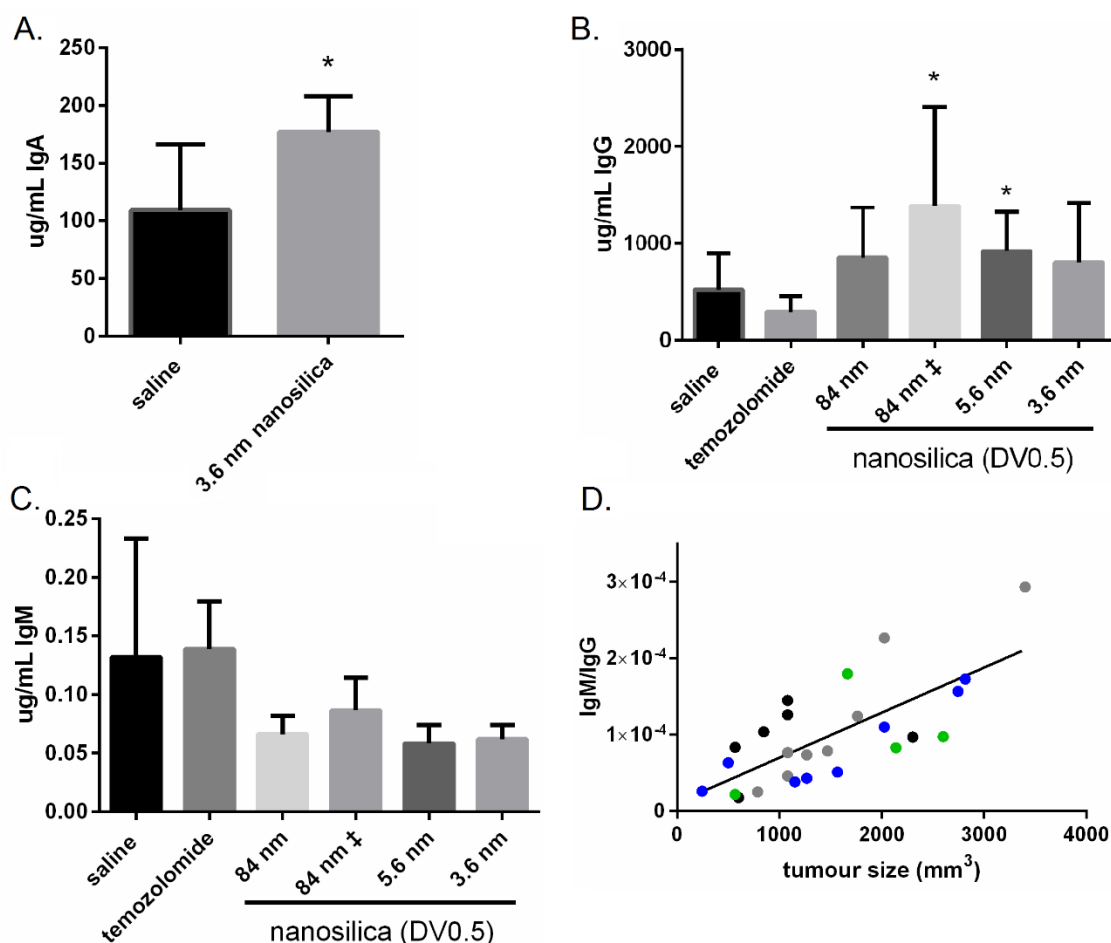 A.
ug/mL IgA
250
200
150
100
50
0
*
saline
3.6 nm nanosilica
B.
ug/mL IgG
3000
2000
1000
0
*
*
saline
temozolomide
84 nm
84 nm ‡
5.6 nm
3.6 nm
nanosilica (DV0.5)
C.
ug/mL IgM
0.25
0.20
0.15
0.10
0.05
0.00
saline
temozolomide
84 nm
84 nm ‡
5.6 nm
3.6 nm
nanosilica (DV0.5)
D.
IgM/IgG
3×10⁻⁴
2×10⁻⁴
1×10⁻⁴
0
0
1000
2000
3000
4000
tumour size (mm³)